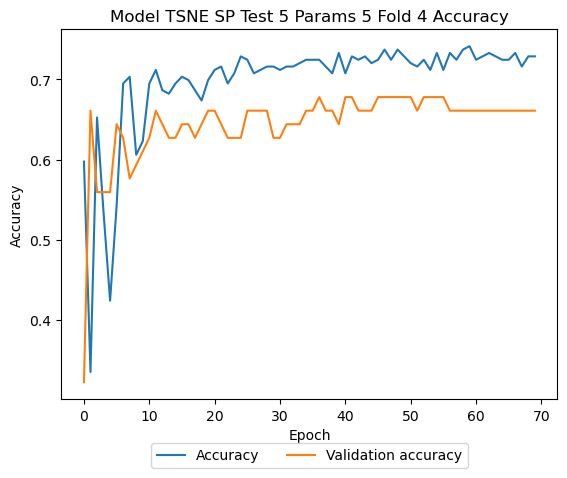 Model TSNE SP Test 5 Params 5 Fold 4 Accuracy
0.7
0.6
0.5
0.4
Accuracy
0 10 20 30 40 50 60 70
Epoch
Accuracy Validation accuracy